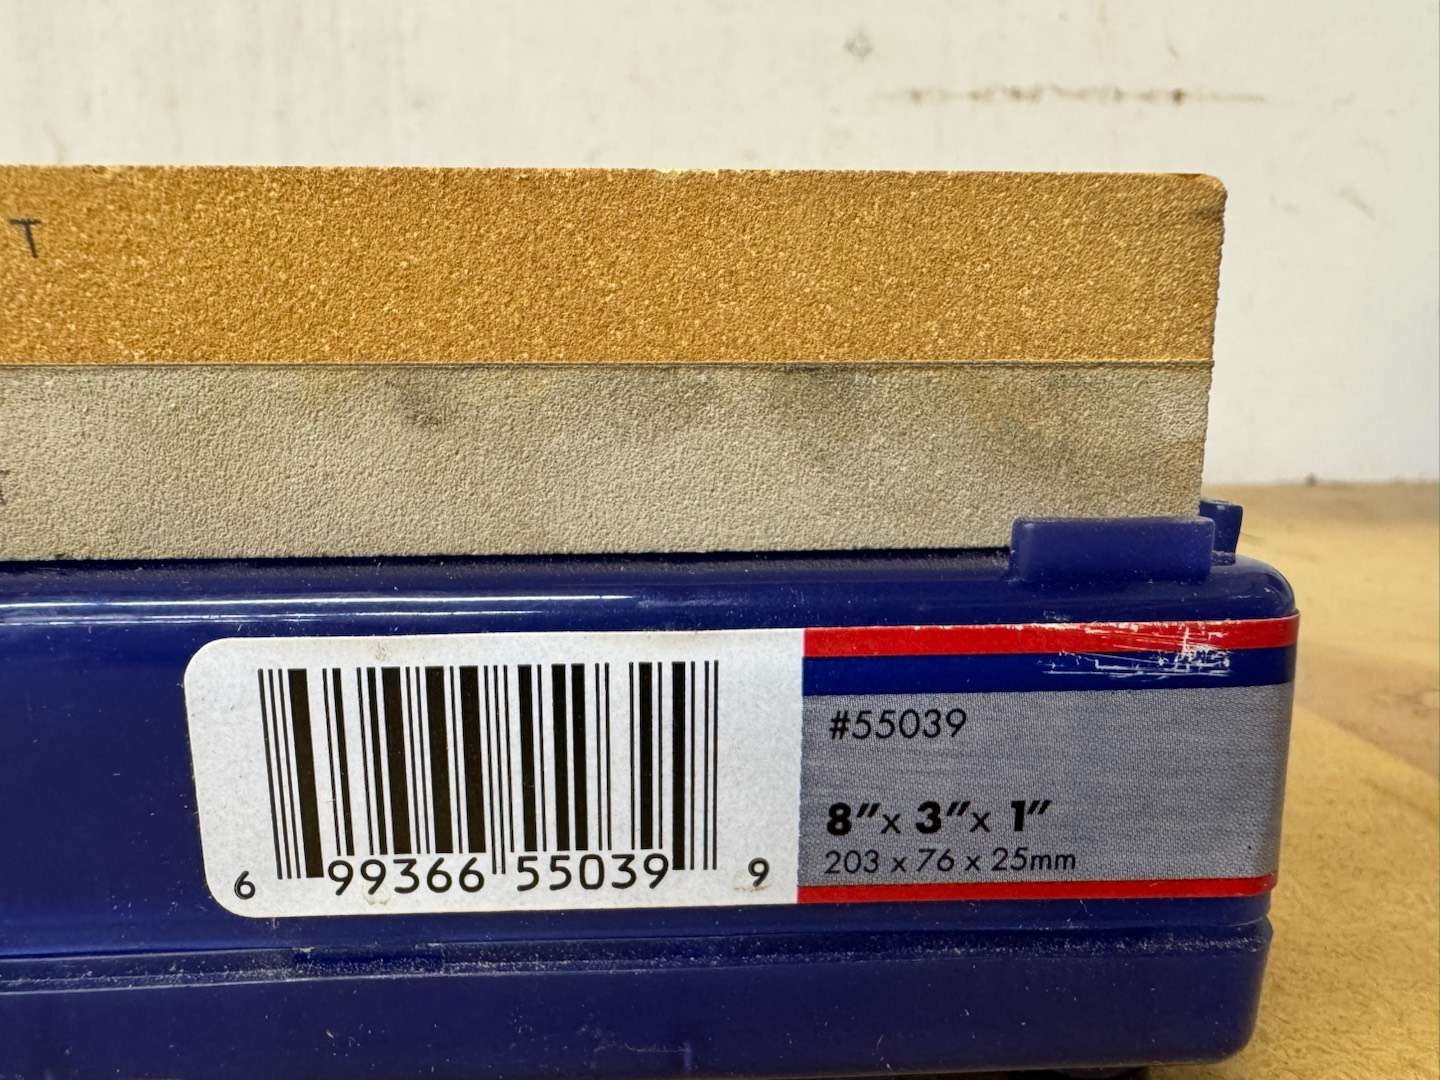 T
T
#55039
8"x 3"x 1"
203 x 76 x 25mm
6 99366 55039 9